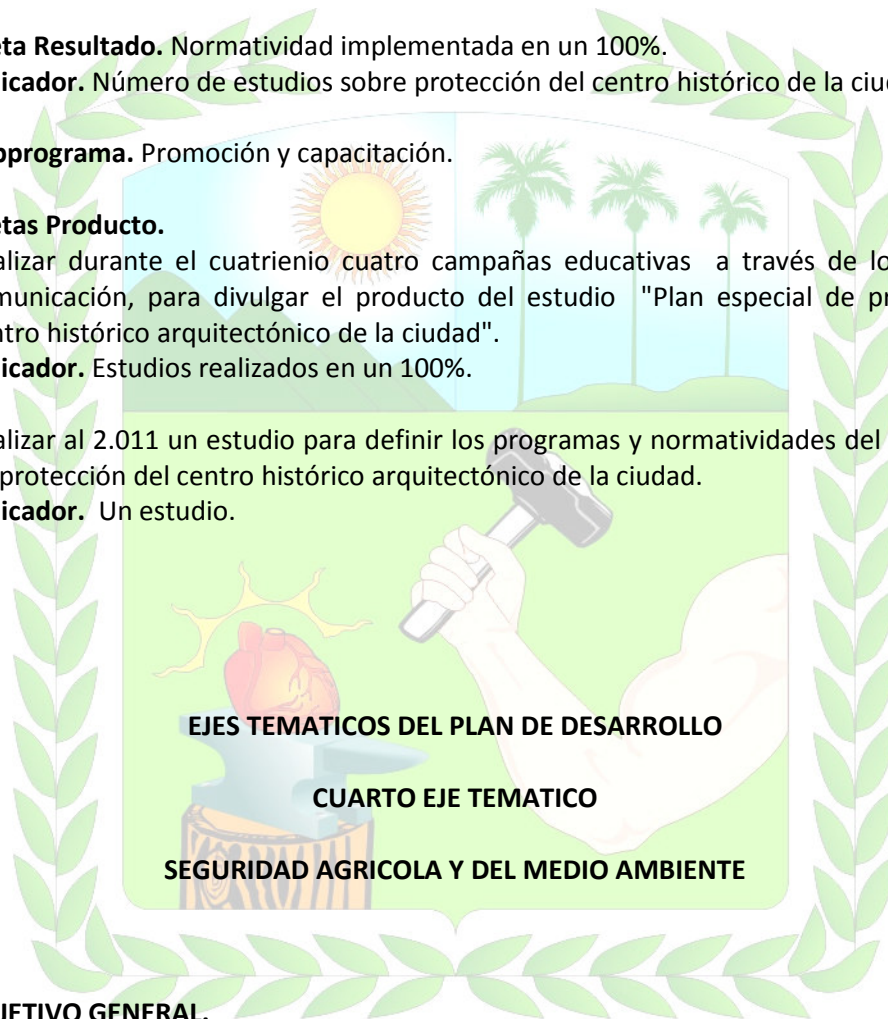 eta Resultado. Normatividad implementada en un 100%.
icador. Número de estudios sobre protección del centro histórico de la ciu
bprograma. Promoción y capacitación.
etas Producto.
alizar durante el cuatrienio cuatro campañas educativas a través de lo
municación, para divulgar el producto del estudio "Plan especial de pr
ntro histórico arquitectónico de la ciudad".
icador. Estudios realizados en un 100%.
alizar al 2.011 un estudio para definir los programas y normatividades del
protección del centro histórico arquitectónico de la ciudad.
icador. Un estudio.
EJES TEMATICOS DEL PLAN DE DESARROLLO
CUARTO EJE TEMATICO
SEGURIDAD AGRICOLA Y DEL MEDIO AMBIENTE
JETIVO GENERAL.